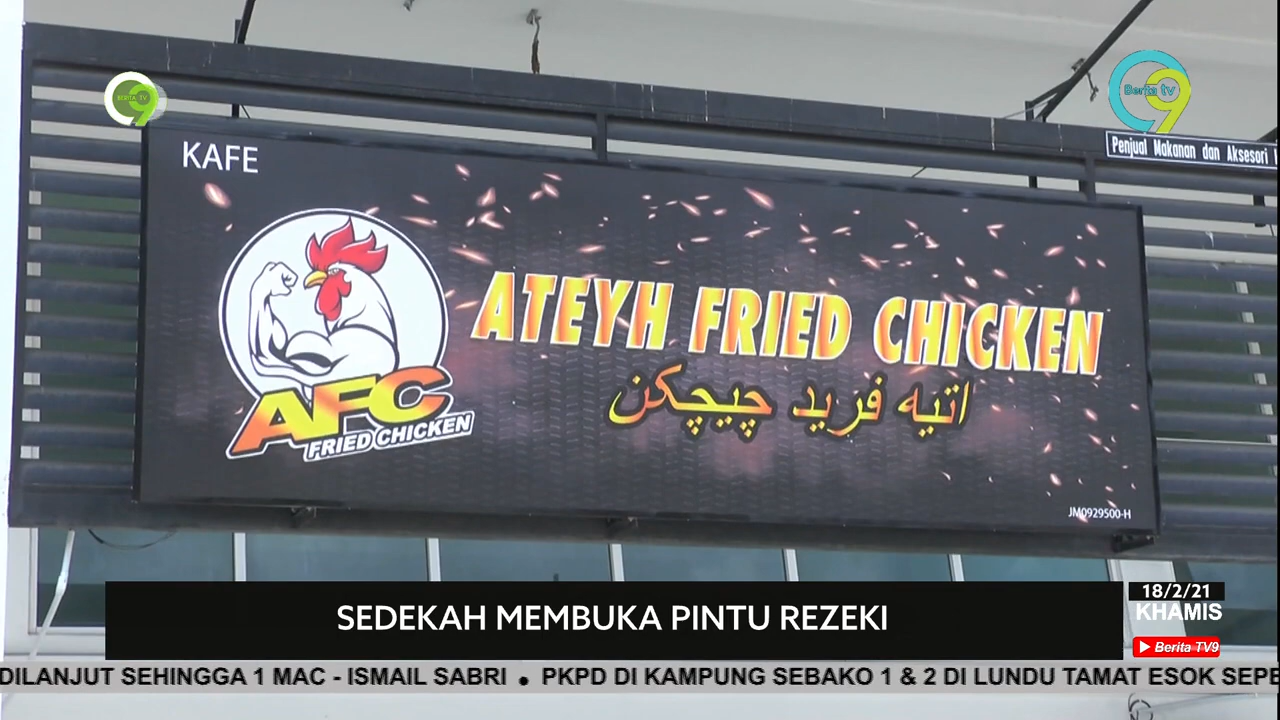 Berita TV
9
Berita tv
9
Penjual Makanan dan Aksesori
KAFE
ATEYH FRIED CHICKEN
اتيه فريد چيچكن
AFC
FRIED CHICKEN
JM0929500-H
SEDEKAH MEMBUKA PINTU REZEKI
18/2/21
KHAMIS
Berita TV9
DILANJUT SEHINGGA 1 MAC - ISMAIL SABRI • PKPD DI KAMPUNG SEBAKO 1 & 2 DI LUNDU TAMAT ESOK